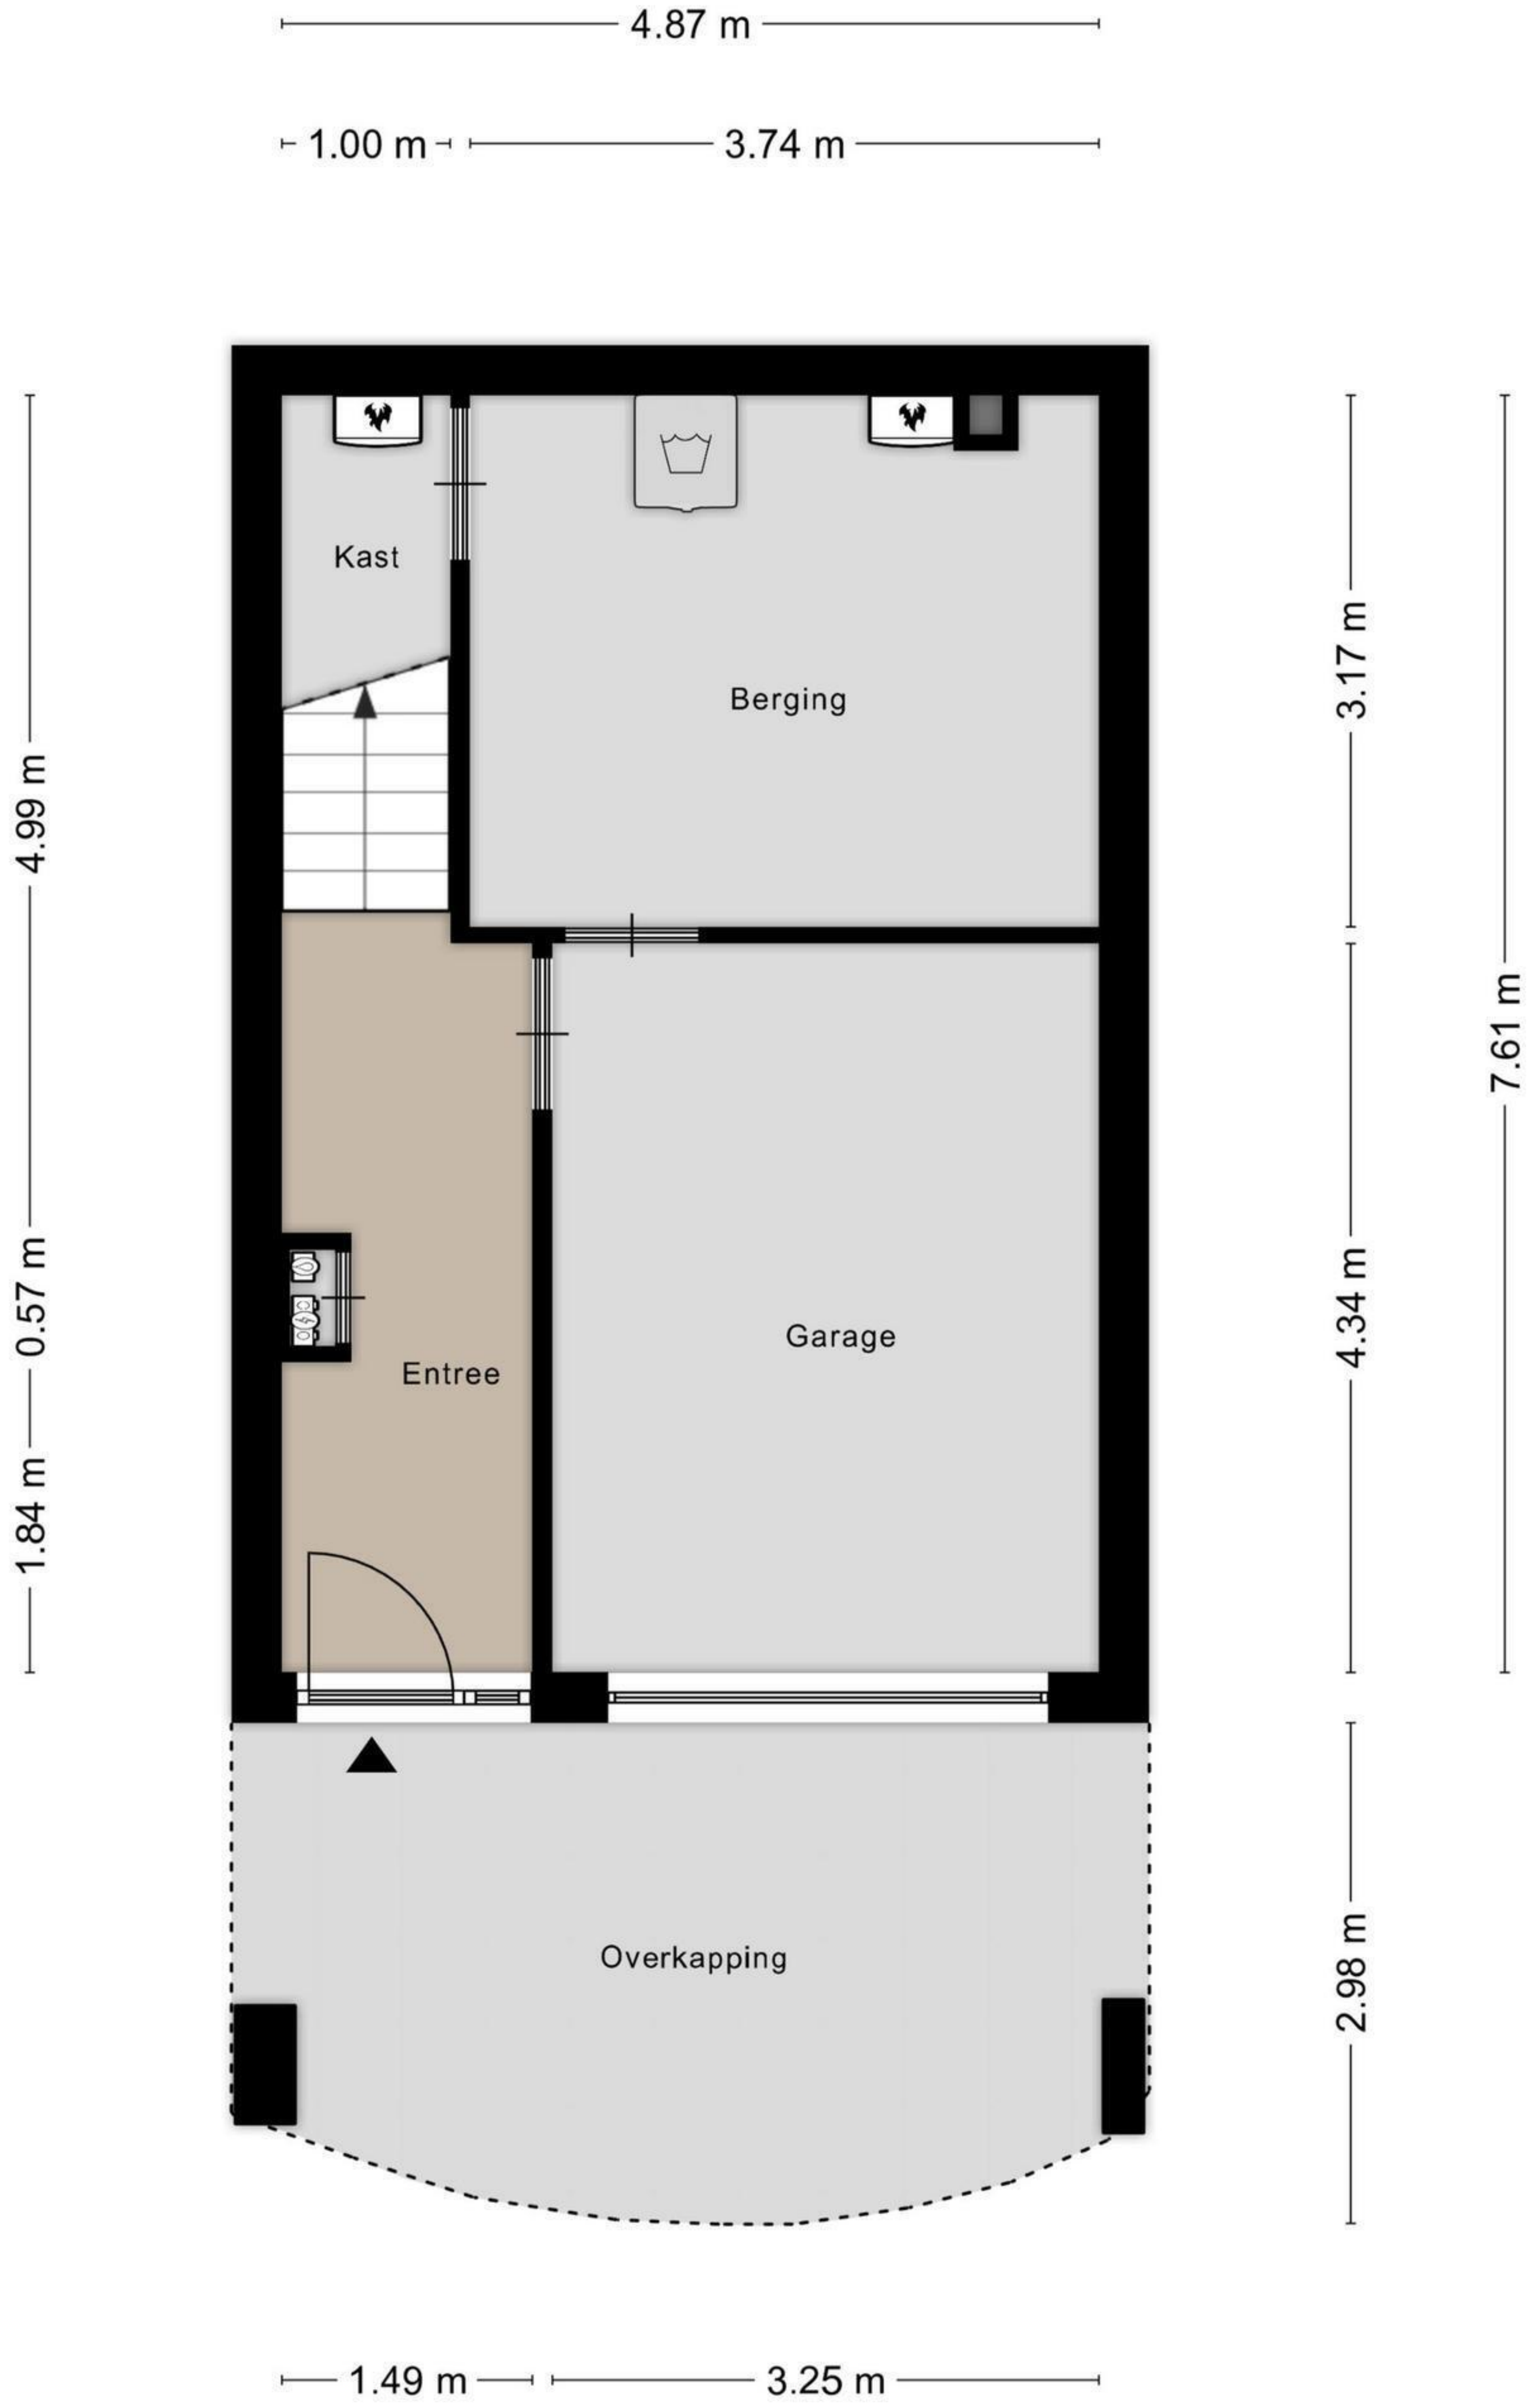 4.87 m
1.00 m
3.74 m
Kast
Berging
3.17 m
4.99 m
7.61 m
0.57 m
4.34 m
Garage
Entree
1.84 m
Overkapping
2.98 m
1.49 m
3.25 m